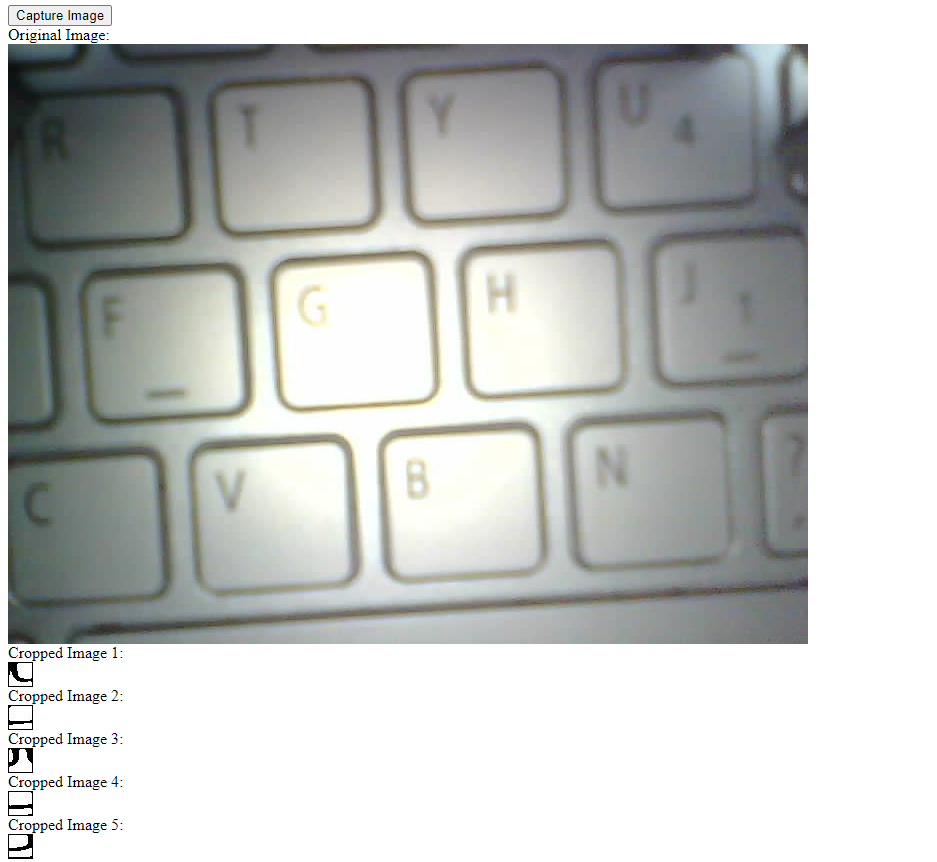 Capture Image
Original Image:
R T Y U 4
F G H J 1
C V B N ?
.
Cropped Image 1:
Cropped Image 2:
Cropped Image 3:
Cropped Image 4:
Cropped Image 5: